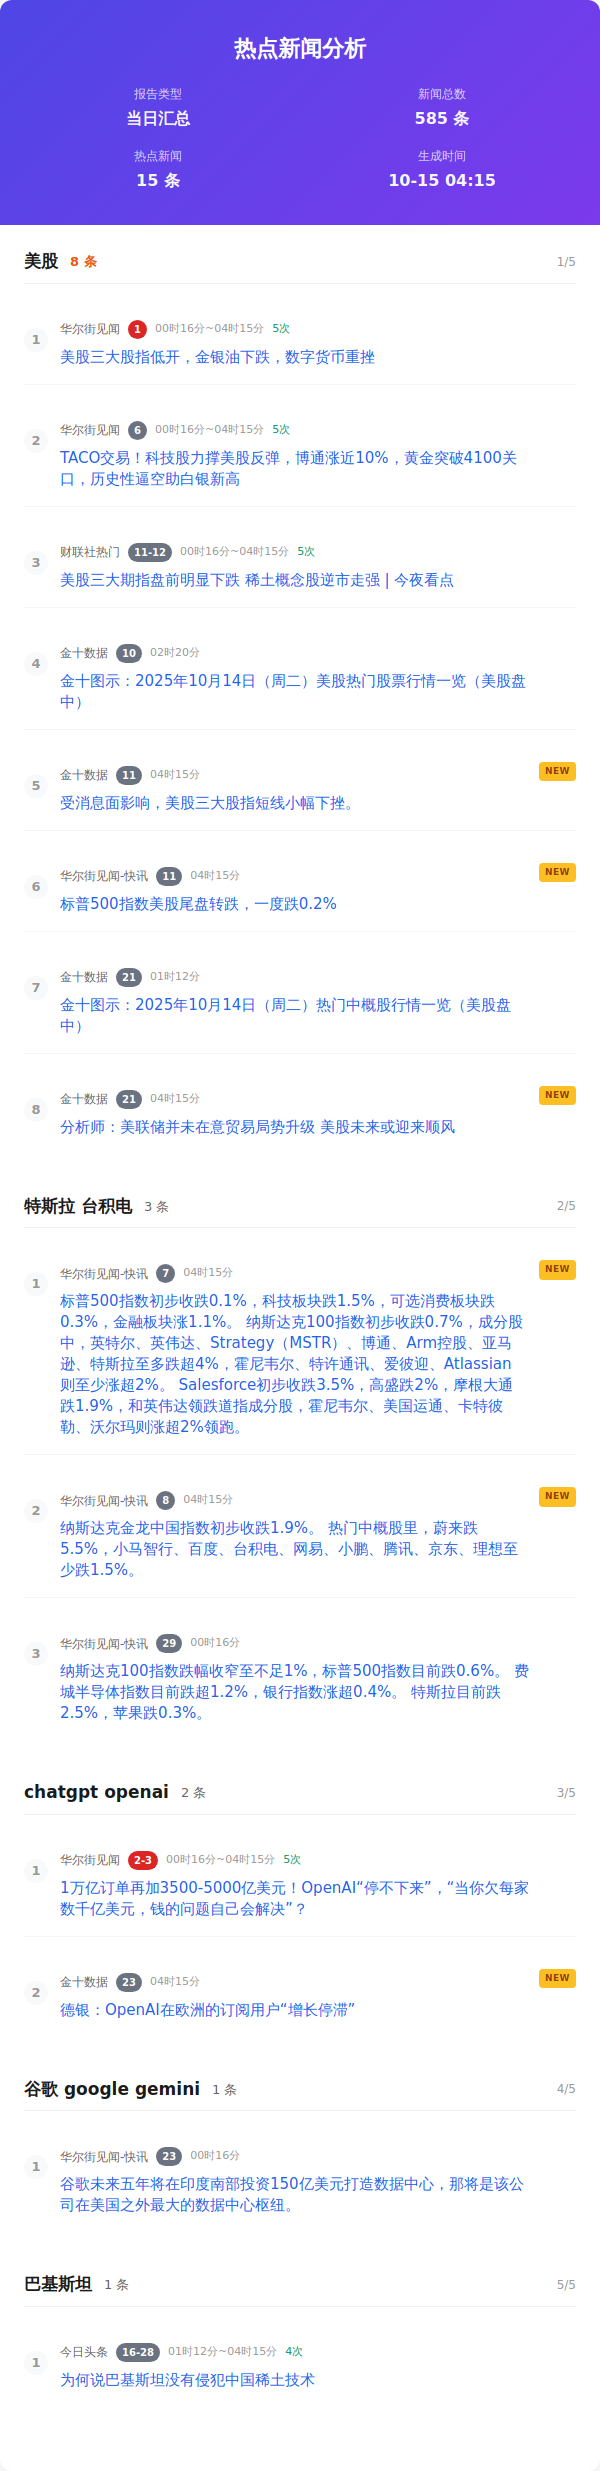 热点新闻分析
报告类型
当日汇总
新闻总数
585 条
热点新闻
15 条
生成时间
10-15 04:15
美股 8 条 1/5
1 华尔街见闻 1 00时16分~04时15分 5次
美股三大股指低开，金银油下跌，数字货币重挫
2 华尔街见闻 6 00时16分~04时15分 5次
TACO交易！科技股力撑美股反弹，博通涨近10%，黄金突破4100关
口，历史性逼空助白银新高
3 财联社热门 11-12 00时16分~04时15分 5次
美股三大期指盘前明显下跌 稀土概念股逆市走强 | 今夜看点
4 金十数据 10 02时20分
金十图示：2025年10月14日（周二）美股热门股票行情一览（美股盘
中）
5 金十数据 11 04时15分 NEW
受消息面影响，美股三大股指短线小幅下挫。
6 华尔街见闻-快讯 11 04时15分 NEW
标普500指数美股尾盘转跌，一度跌0.2%
7 金十数据 21 01时12分
金十图示：2025年10月14日（周二）热门中概股行情一览（美股盘
中）
8 金十数据 21 04时15分 NEW
分析师：美联储并未在意贸易局势升级 美股未来或迎来顺风
特斯拉 台积电 3 条 2/5
1 华尔街见闻-快讯 7 04时15分 NEW
标普500指数初步收跌0.1%，科技板块跌1.5%，可选消费板块跌
0.3%，金融板块涨1.1%。 纳斯达克100指数初步收跌0.7%，成分股
中，英特尔、英伟达、Strategy（MSTR）、博通、Arm控股、亚马
逊、特斯拉至多跌超4%，霍尼韦尔、特许通讯、爱彼迎、Atlassian
则至少涨超2%。 Salesforce初步收跌3.5%，高盛跌2%，摩根大通
跌1.9%，和英伟达领跌道指成分股，霍尼韦尔、美国运通、卡特彼
勒、沃尔玛则涨超2%领跑。
2 华尔街见闻-快讯 8 04时15分 NEW
纳斯达克金龙中国指数初步收跌1.9%。 热门中概股里，蔚来跌
5.5%，小马智行、百度、台积电、网易、小鹏、腾讯、京东、理想至
少跌1.5%。
3 华尔街见闻-快讯 29 00时16分
纳斯达克100指数跌幅收窄至不足1%，标普500指数目前跌0.6%。 费
城半导体指数目前跌超1.2%，银行指数涨超0.4%。 特斯拉目前跌
2.5%，苹果跌0.3%。
chatgpt openai 2 条 3/5
1 华尔街见闻 2-3 00时16分~04时15分 5次
1万亿订单再加3500-5000亿美元！OpenAI“停不下来”，“当你欠每家
数千亿美元，钱的问题自己会解决”？
2 金十数据 23 04时15分 NEW
德银：OpenAI在欧洲的订阅用户“增长停滞”
谷歌 google gemini 1 条 4/5
1 华尔街见闻-快讯 23 00时16分
谷歌未来五年将在印度南部投资150亿美元打造数据中心，那将是该公
司在美国之外最大的数据中心枢纽。
巴基斯坦 1 条 5/5
1 今日头条 16-28 01时12分~04时15分 4次
为何说巴基斯坦没有侵犯中国稀土技术